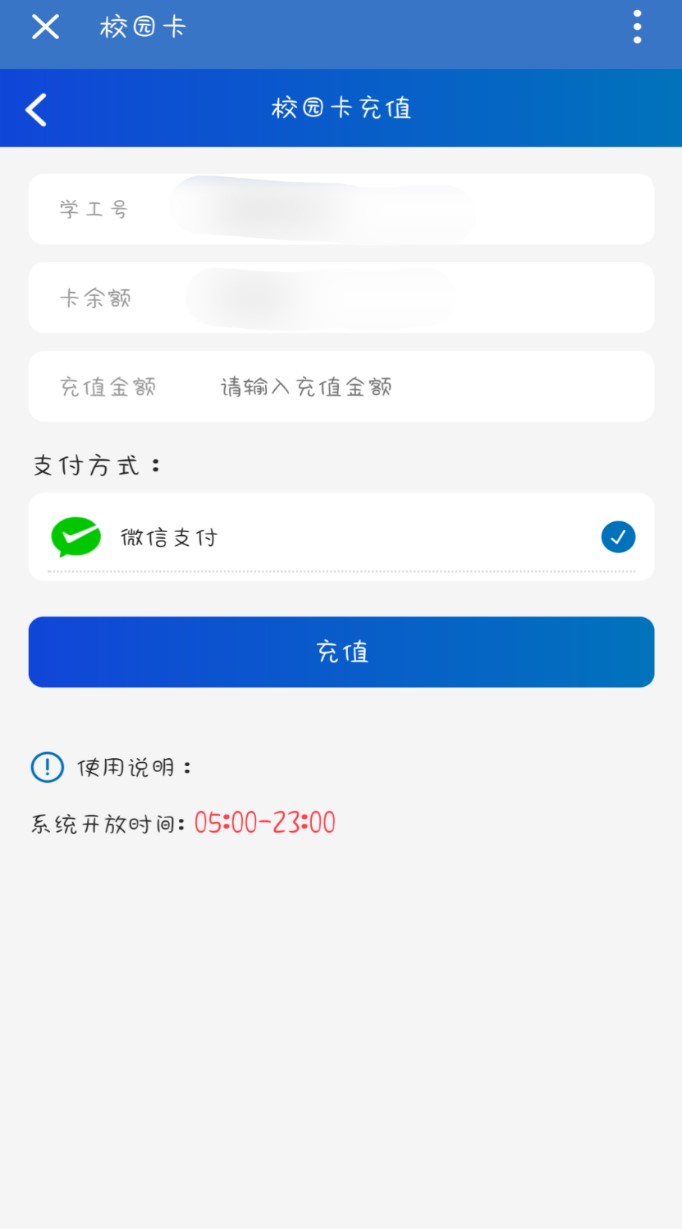 校园卡
校园卡充值
学工号
卡余额
充值金额 请输入充值金额
支付方式：
微信支付
充值
使用说明：
系统开放时间: 05:00-23:00